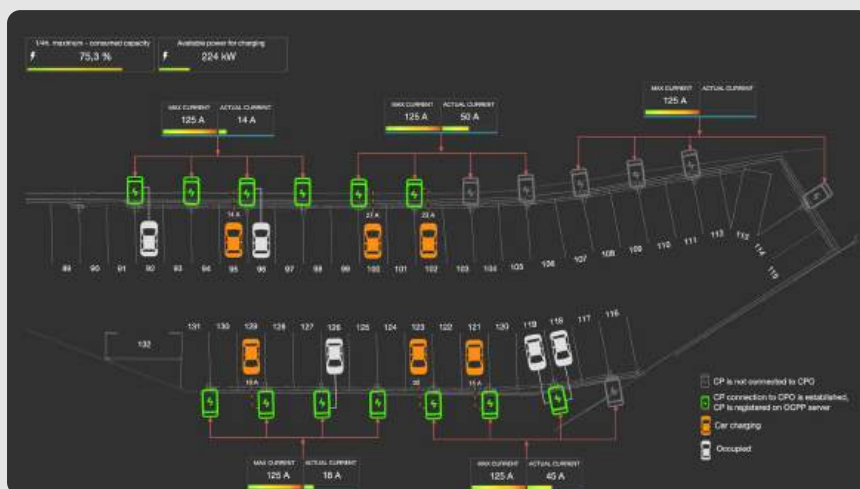 1/4h. maximum - consumed capacity
75,3 %
Available power for charging
224 kW
MAX CURRENT
125 A
ACTUAL CURRENT
14 A
MAX CURRENT
125 A
ACTUAL CURRENT
50 A
MAX CURRENT
125 A
ACTUAL CURRENT
14 A
27 A
23 A
89
90
91
92
93
94
95
96
97
98
99
100
101
102
103
104
105
106
107
108
109
110
111
112
113
114
115
132
131
130
129
128
127
126
125
124
123
122
121
120
119
118
117
116
15 A
MAX CURRENT
125 A
ACTUAL CURRENT
18 A
MAX CURRENT
125 A
ACTUAL CURRENT
45 A
CP is not connected to CPO
CP connection to CPO is established,
CP is registered on OCPP server
Car charging
Occupied